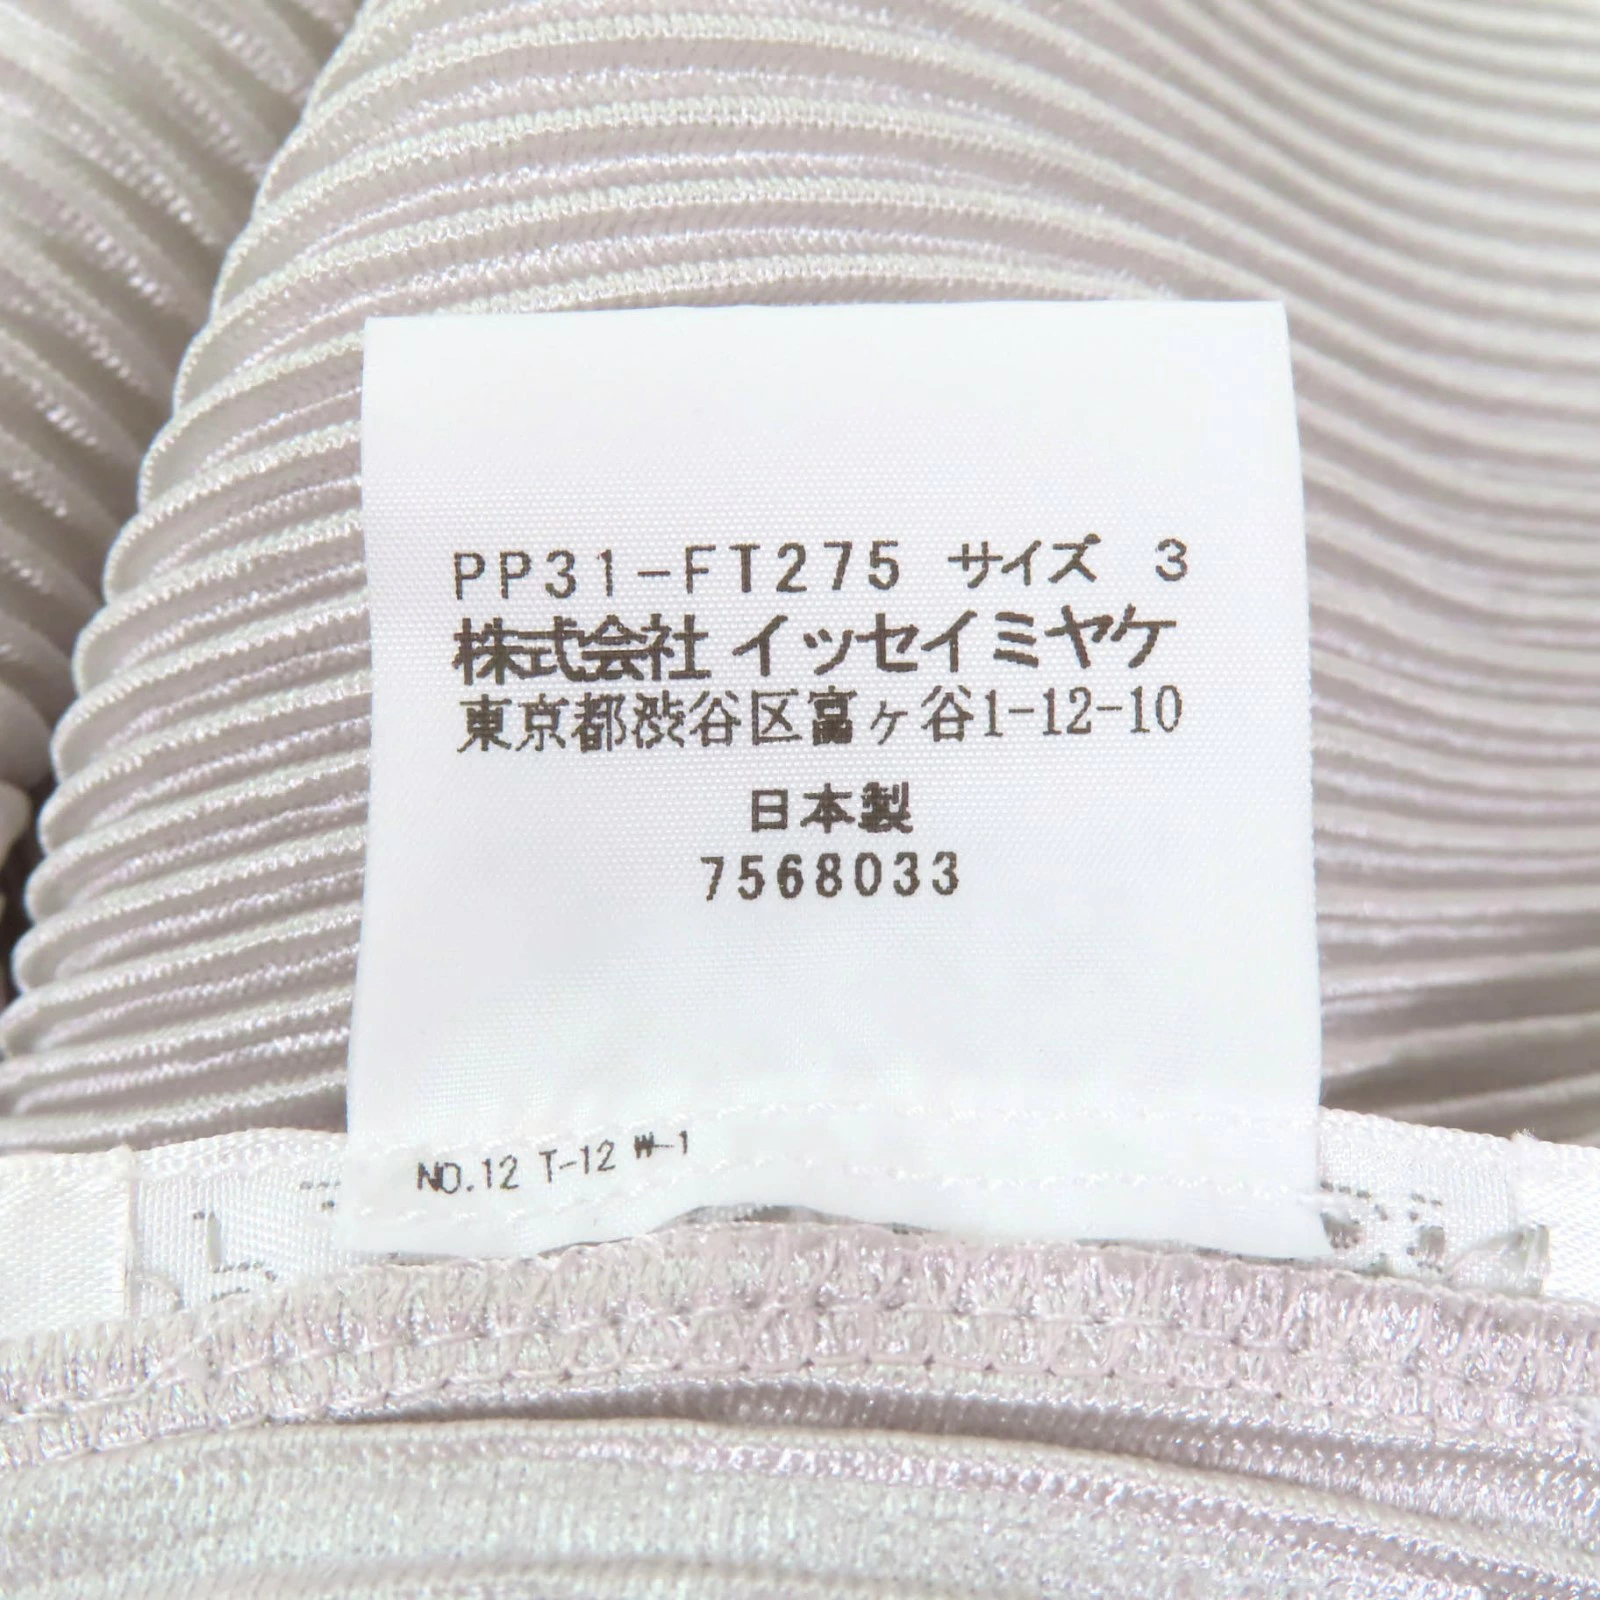 PP31-FT275 サイズ 3
株式会社 イッセイミヤケ
東京都渋谷区富ヶ谷1-12-10
日本製
7568033
NO.12 T-12 W-1